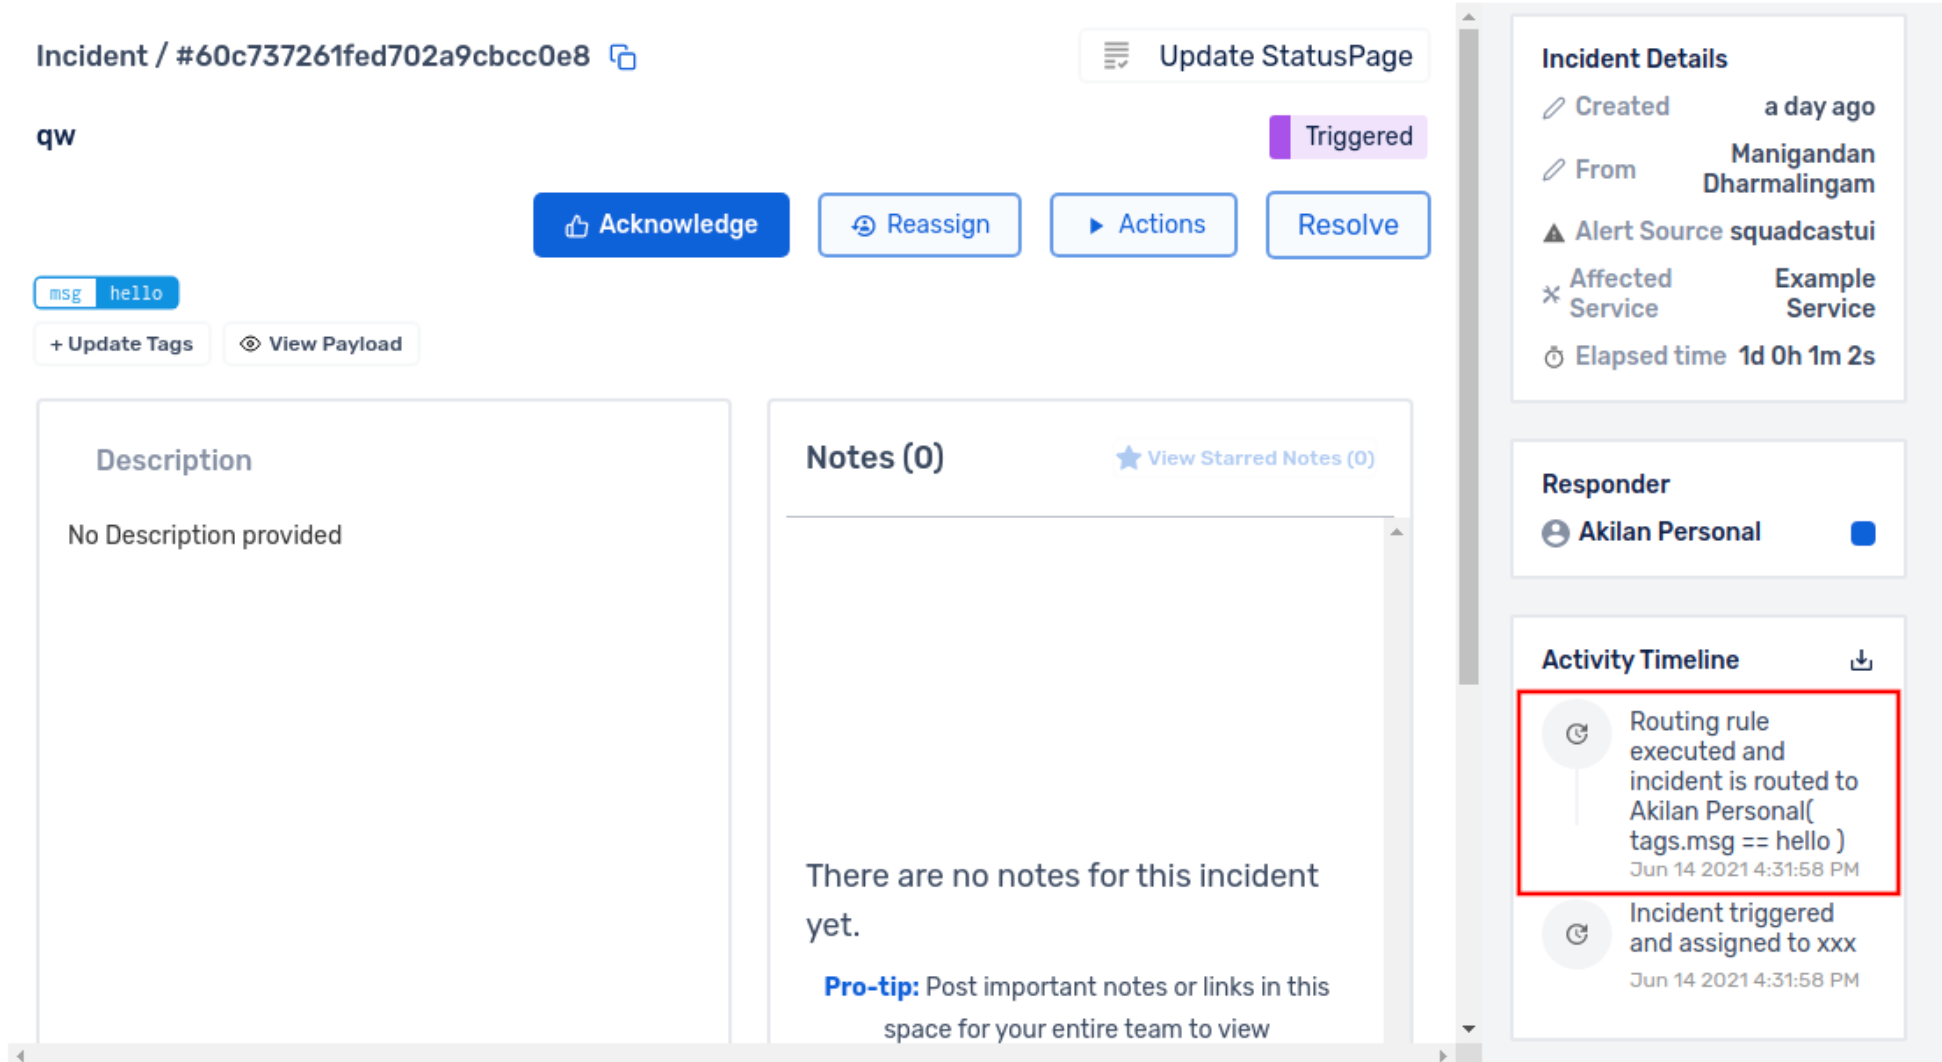 Incident / #60c737261fed702a9cbcc0e8
Update StatusPage
qw
Triggered
Acknowledge
Reassign
Actions
Resolve
msg hello
+ Update Tags
View Payload
Description
No Description provided
Notes (0)
View Starred Notes (0)
There are no notes for this incident
yet.
Pro-tip: Post important notes or links in this
space for your entire team to view
Incident Details
Created a day ago
From Manigandan
Dharmalingam
Alert Source squadcastui
Affected Example
Service Service
Elapsed time 1d 0h 1m 2s
Responder
Akilan Personal
Activity Timeline
Routing rule
executed and
incident is routed to
Akilan Personal(
tags.msg == hello )
Jun 14 2021 4:31:58 PM
Incident triggered
and assigned to xxx
Jun 14 2021 4:31:58 PM